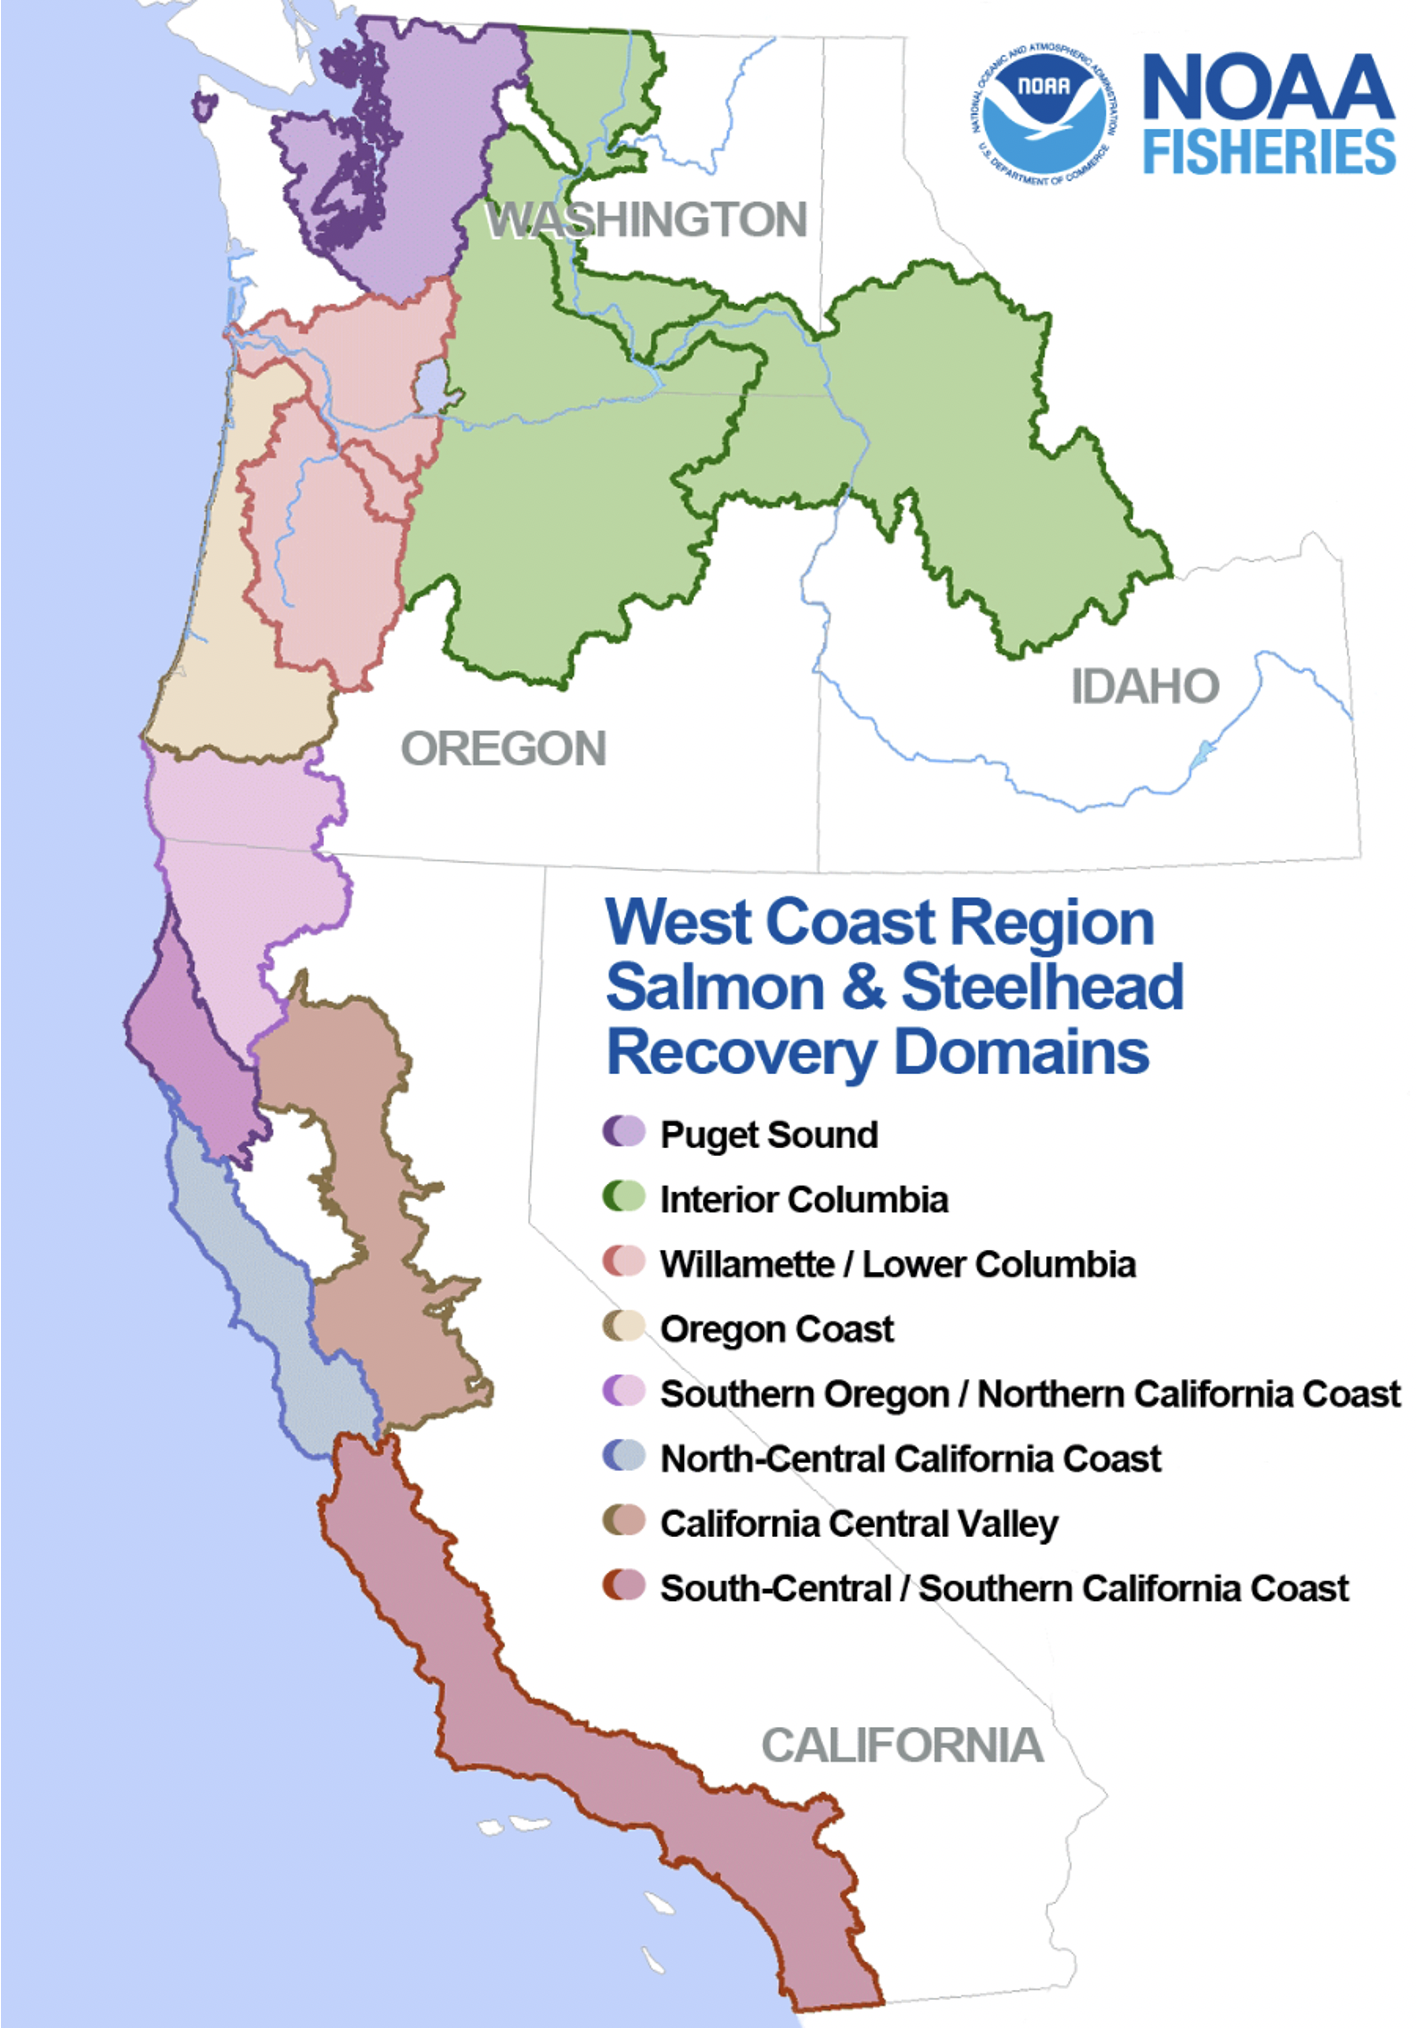 NATIONAL OCEANIC AND ATMOSPHERIC ADMINISTRATION
U.S. DEPARTMENT OF COMMERCE
NOAA
NOAA
FISHERIES
WASHINGTON
IDAHO
OREGON
West Coast Region
Salmon & Steelhead
Recovery Domains
Puget Sound
Interior Columbia
Willamette / Lower Columbia
Oregon Coast
Southern Oregon / Northern California Coast
North-Central California Coast
California Central Valley
South-Central / Southern California Coast
CALIFORNIA